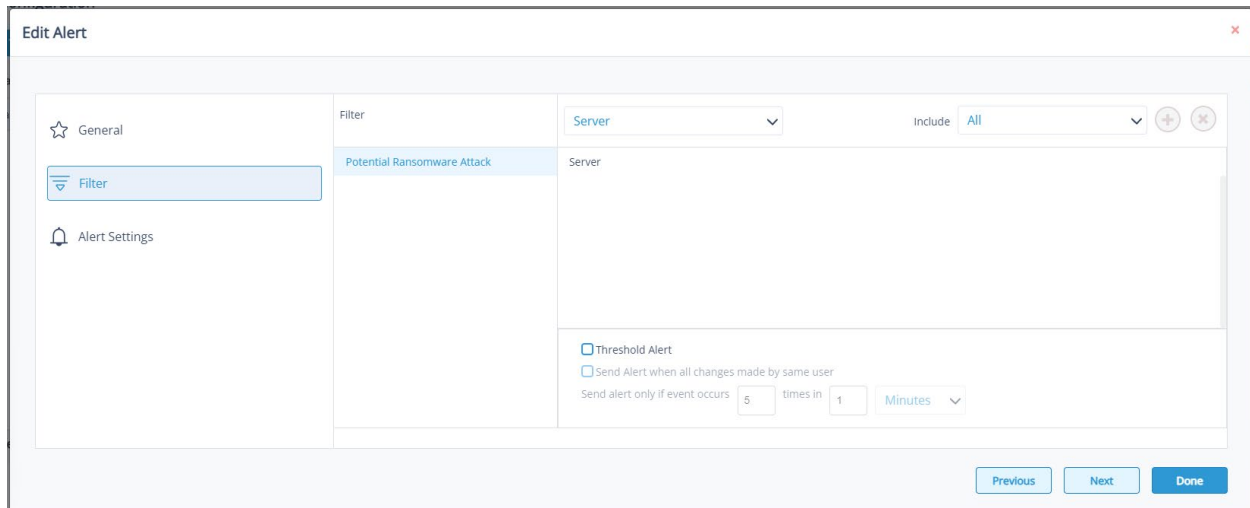 Edit Alert
General
Filter
Alert Settings
Filter
Potential Ransomware Attack
Server
Include All
Server
Threshold Alert
Send Alert when all changes made by same user
Send alert only if event occurs 5 times in 1 Minutes
Previous Next Done